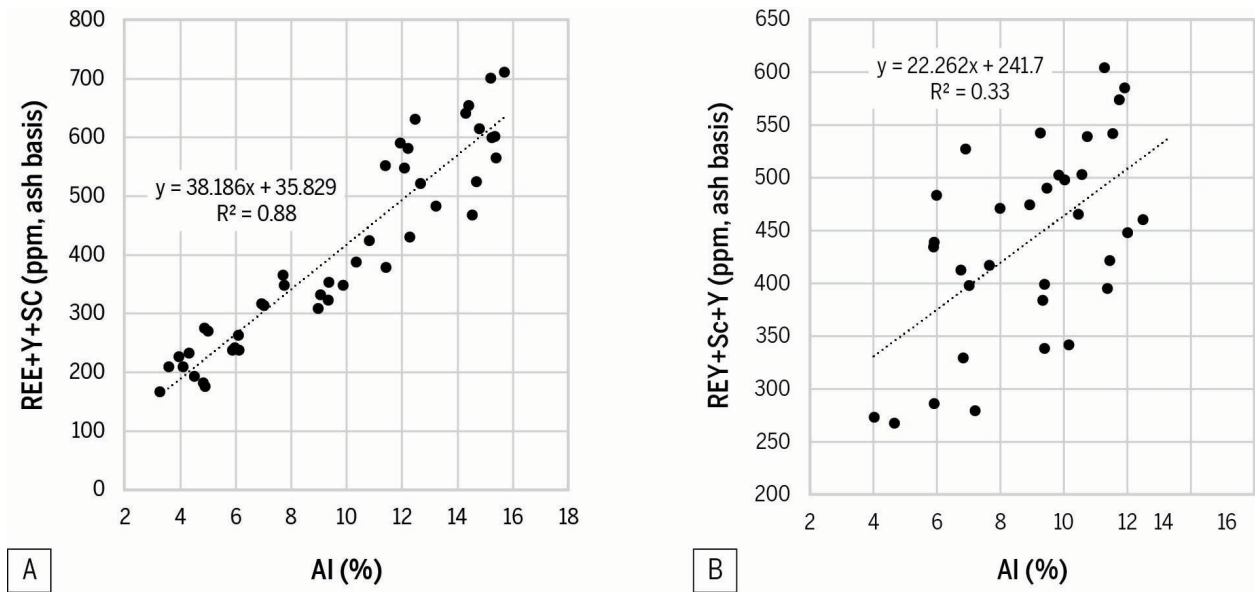 800
700
600
500
400
300
200
100
0
REE+Y+SC (ppm, ash basis)
y = 38.186x + 35.829
R² = 0.88
2 4 6 8 10 12 14 16 18
Al (%)
A
650
600
550
500
450
400
350
300
250
200
REY+Sc+Y (ppm, ash basis)
y = 22.262x + 241.7
R² = 0.33
2 4 6 8 10 12 14 16
Al (%)
B